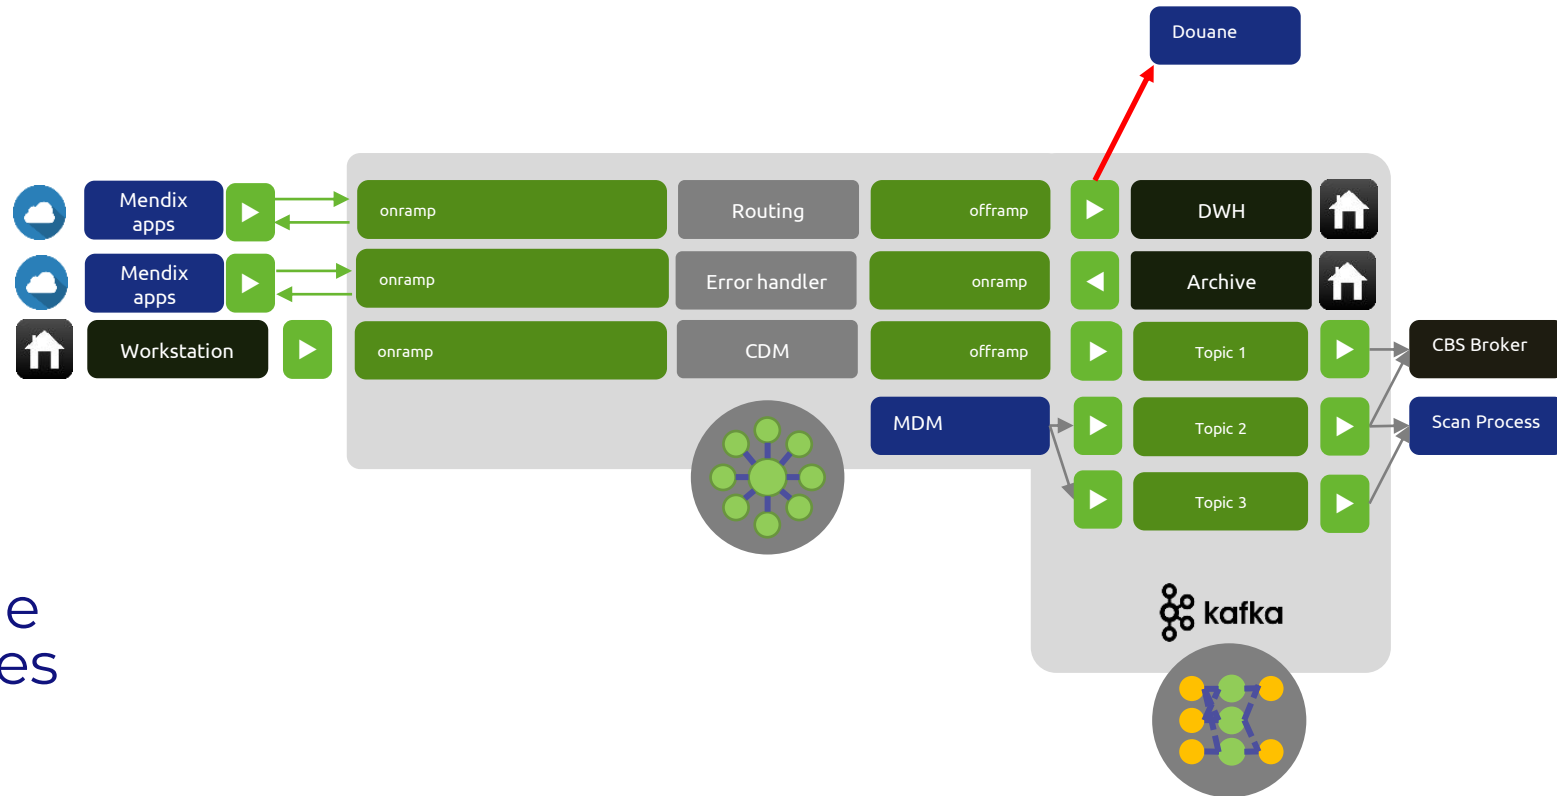 Douane
Mendix
apps
onramp
Routing
offramp
DWH
Mendix
apps
onramp
Error handler
onramp
Archive
Workstation
onramp
CDM
offramp
Topic 1
CBS Broker
MDM
Topic 2
Scan Process
Topic 3
kafka
e
es